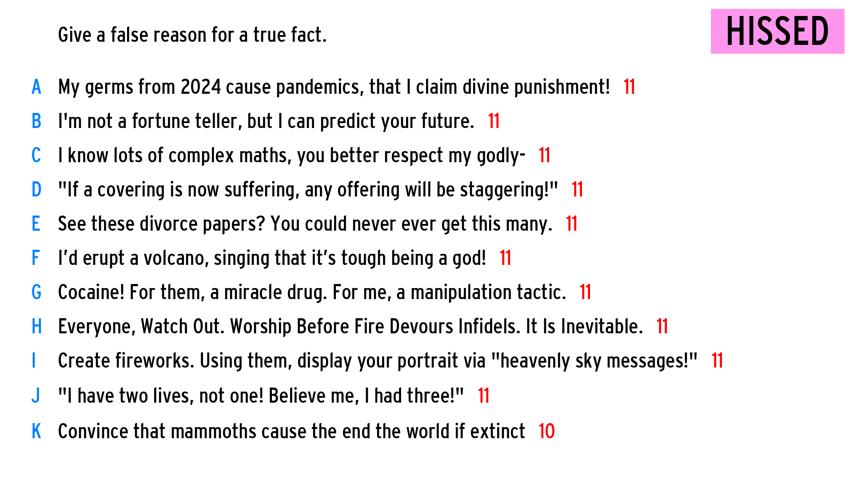 Give a false reason for a true fact.
HISSED
A My germs from 2024 cause pandemics, that I claim divine punishment! 11
B I'm not a fortune teller, but I can predict your future. 11
C I know lots of complex maths, you better respect my godly- 11
D "If a covering is now suffering, any offering will be staggering!" 11
E See these divorce papers? You could never ever get this many. 11
F I'd erupt a volcano, singing that it's tough being a god! 11
G Cocaine! For them, a miracle drug. For me, a manipulation tactic. 11
H Everyone, Watch Out. Worship Before Fire Devours Infidels. It Is Inevitable. 11
I Create fireworks. Using them, display your portrait via "heavenly sky messages!" 11
J "I have two lives, not one! Believe me, I had three!" 11
K Convince that mammoths cause the end the world if extinct 10